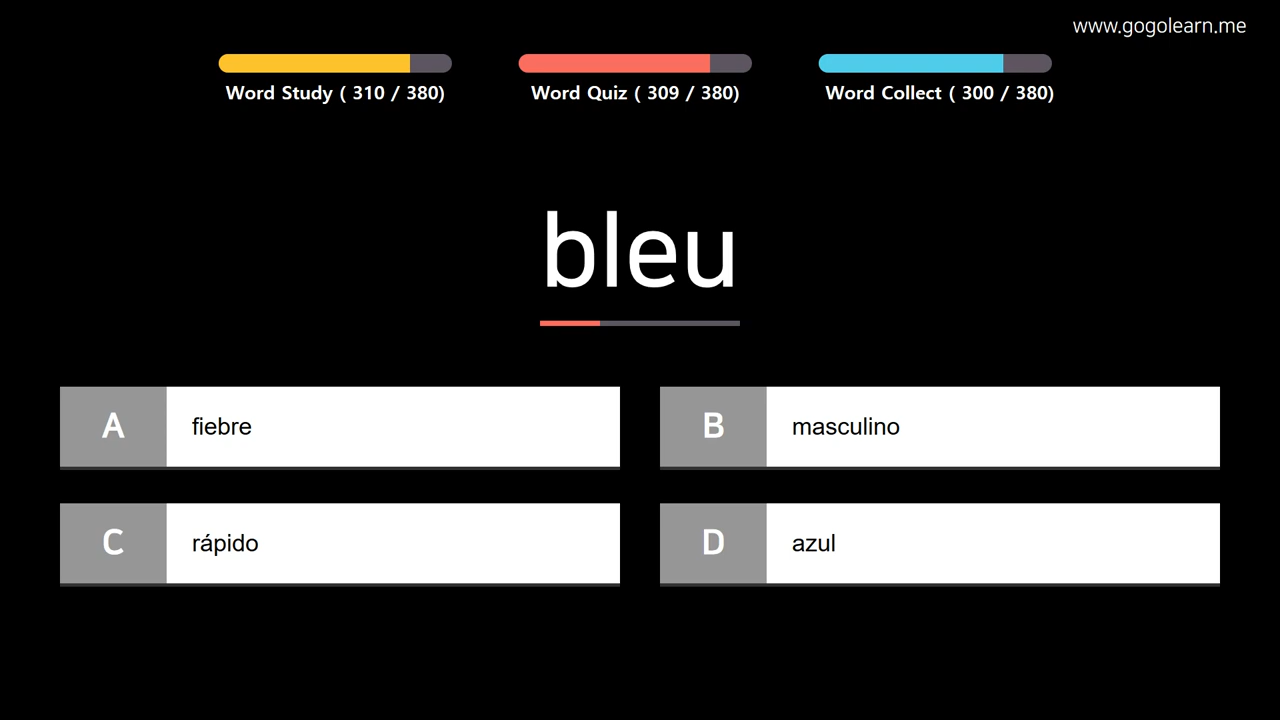 www.gogolearn.me
Word Study ( 310 / 380)
Word Quiz ( 309 / 380)
Word Collect ( 300 / 380)
bleu
A fiebre
B masculino
C rápido
D azul